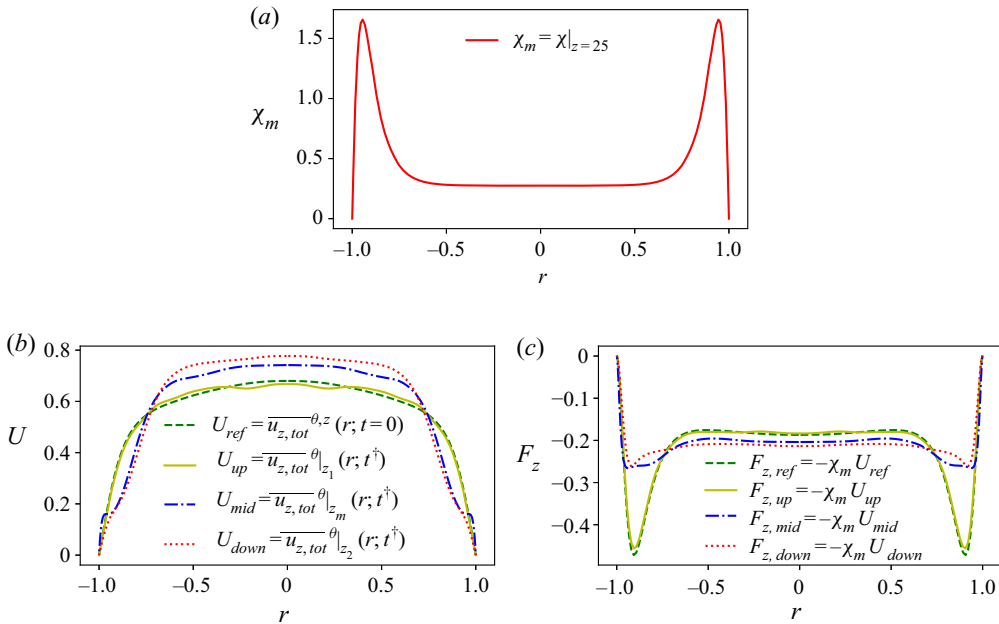 (a)
1.5
1.0
0.5
0
χm
χm = χ|z=25
−1.0 −0.5 0 0.5 1.0
r
(b)
0.8
0.6
0.4
0.2
0
U
Uref = u̅z,tot^θ,z (r; t = 0)
Uup = u̅z,tot^θ|z1 (r; t†)
Umid = u̅z,tot^θ|zm (r; t†)
Udown = u̅z,tot^θ|z2 (r; t†)
−1.0 −0.5 0 0.5 1.0
r
(c)
0
−0.1
−0.2
−0.3
−0.4
Fz
Fz,ref = −χm Uref
Fz,up = −χm Uup
Fz,mid = −χm Umid
Fz,down = −χm Udown
−1.0 −0.5 0 0.5 1.0
r